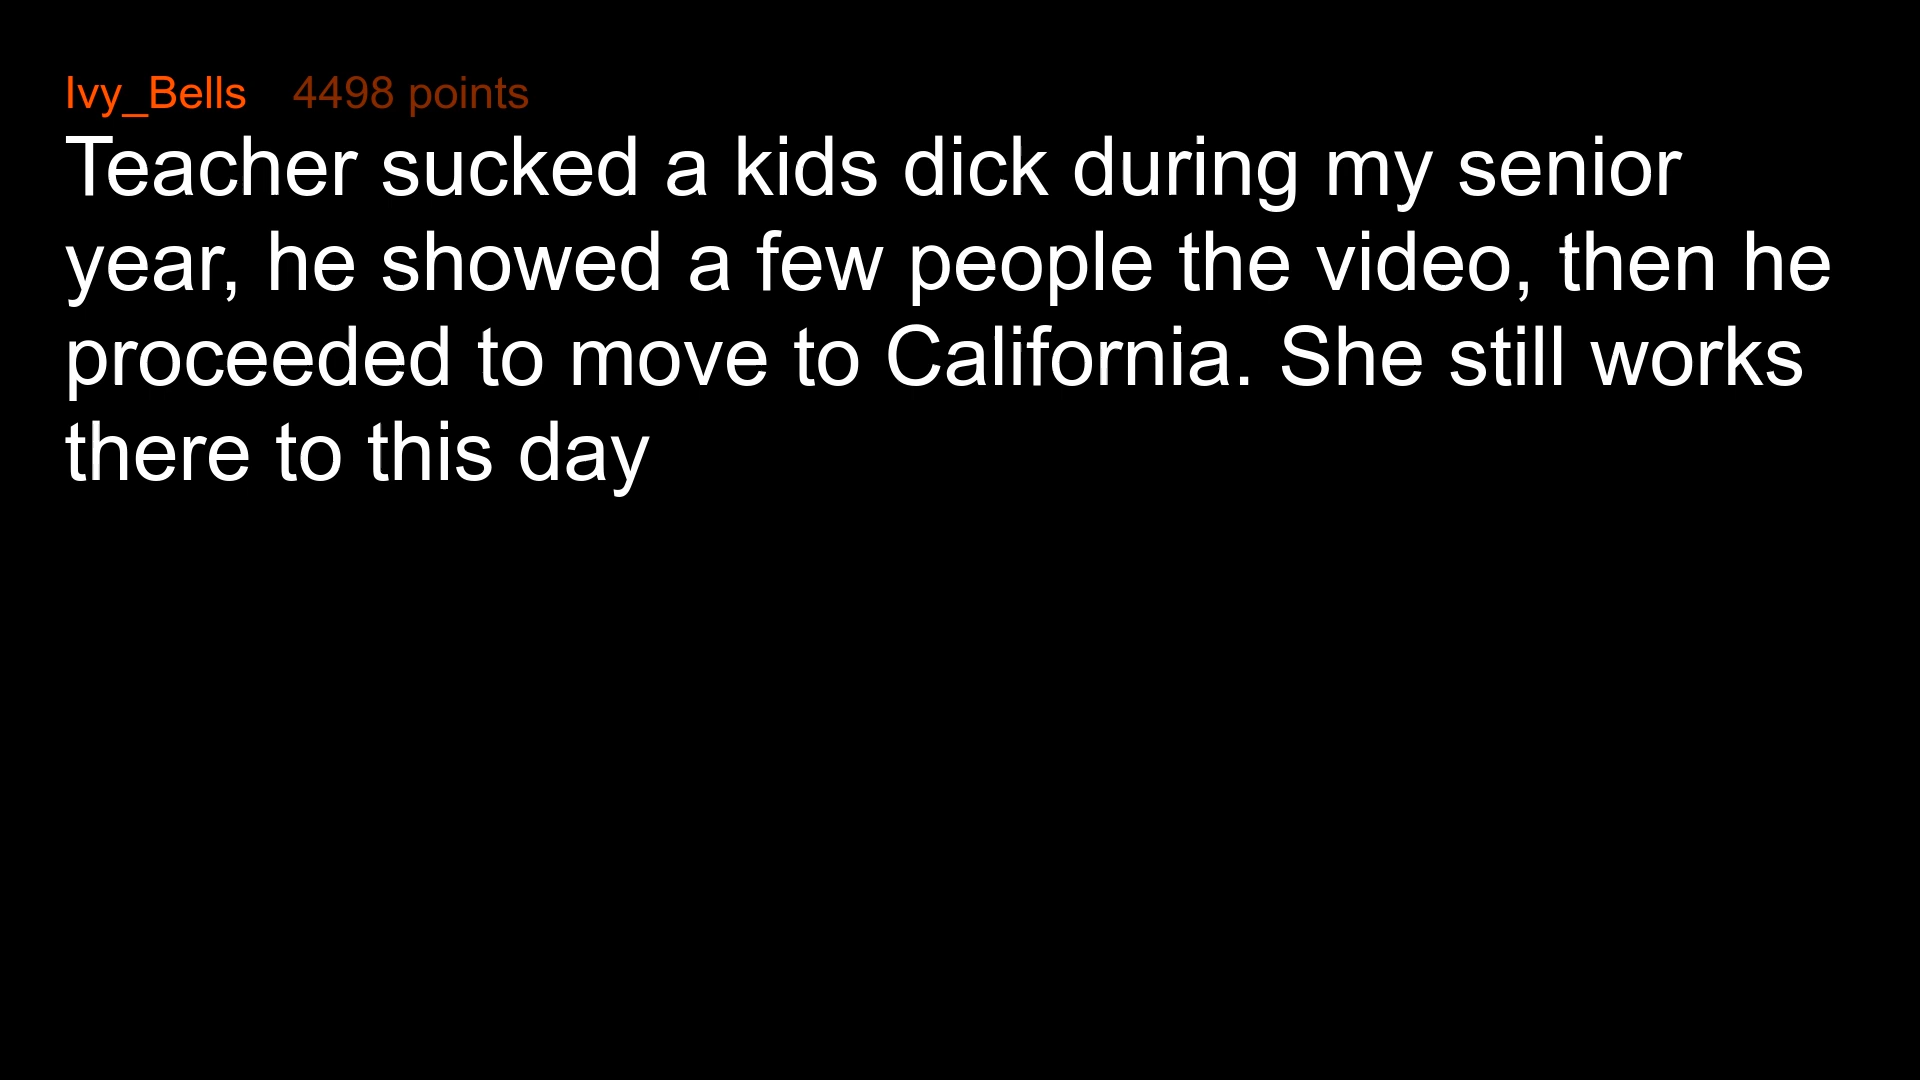 Ivy_Bells 4498 points
Teacher sucked a kids dick during my senior
year, he showed a few people the video, then he
proceeded to move to California. She still works
there to this day